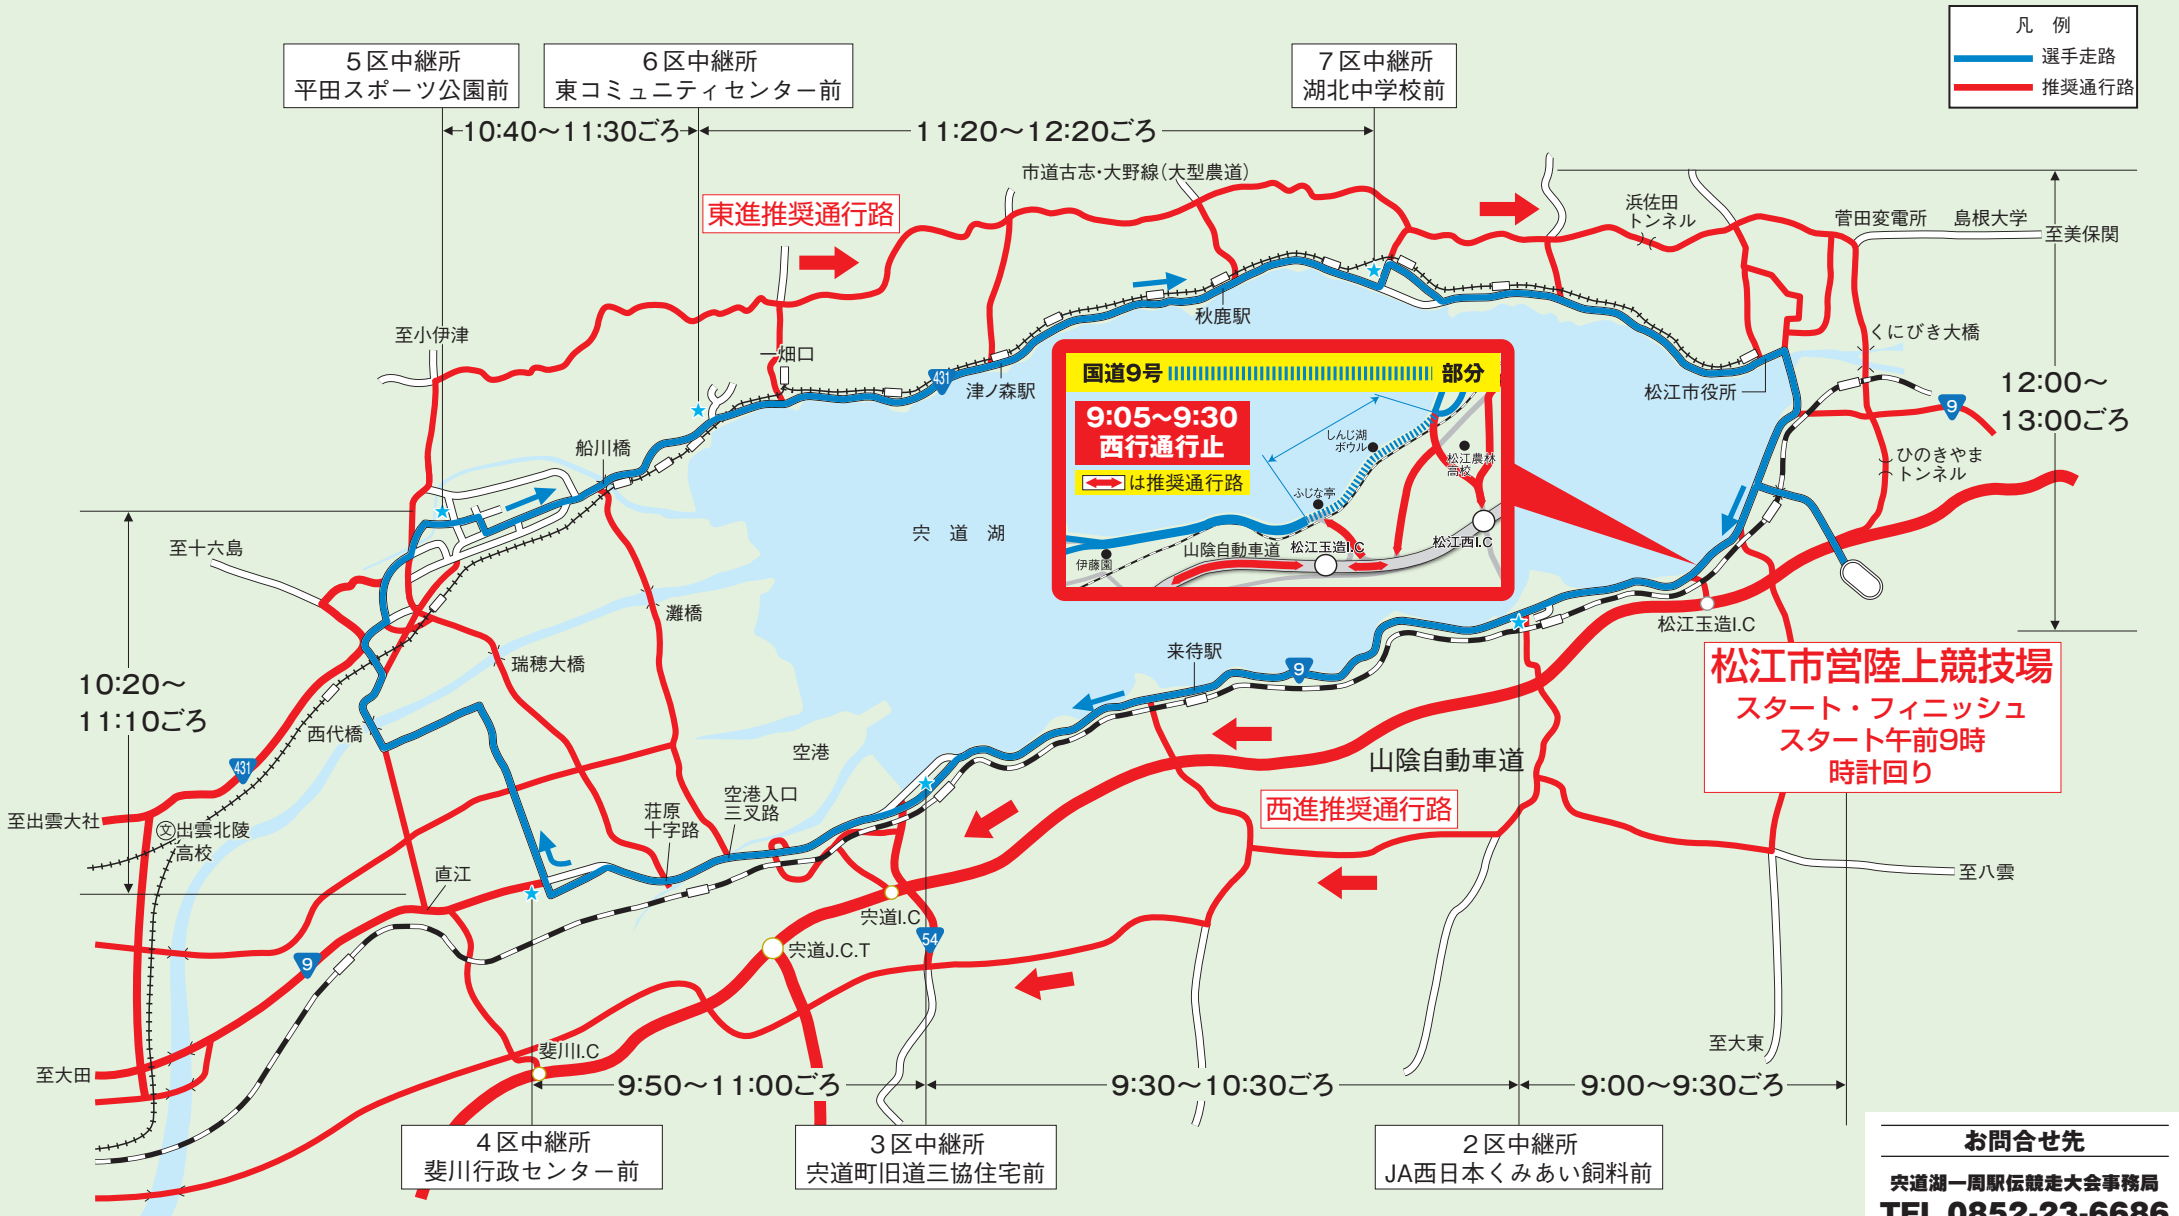 凡　例
選手走路
推奨通行路
５区中継所
平田スポーツ公園前
６区中継所
東コミュニティセンター前
７区中継所
湖北中学校前
10:40〜11:30ごろ
11:20〜12:20ごろ
市道古志・大野線(大型農道)
東進推奨通行路
浜佐田
トンネル
菅田変電所
島根大学
至美保関
至小伊津
一畑口
431
津ノ森駅
秋鹿駅
くにびき大橋
松江市役所
9
12:00〜
13:00ごろ
ひのきやま
トンネル
国道9号
部分
9:05〜9:30
西行通行止
は推奨通行路
しんじ湖
ボウル
松江農林
高校
ふじな亭
山陰自動車道
松江玉造I.C
松江西I.C
伊藤園
船川橋
宍　道　湖
至十六島
灘橋
瑞穂大橋
10:20〜
11:10ごろ
西代橋
431
来待駅
9
松江玉造I.C
松江市営陸上競技場
スタート・フィニッシュ
スタート午前9時
時計回り
空港
山陰自動車道
西進推奨通行路
至出雲大社
文
出雲北陵
高校
荘原
十字路
空港入口
三叉路
直江
至八雲
宍道I.C
54
宍道J.C.T
9
至大田
斐川I.C
至大東
9:50〜11:00ごろ
9:30〜10:30ごろ
9:00〜9:30ごろ
４区中継所
斐川行政センター前
３区中継所
宍道町旧道三協住宅前
２区中継所
JA西日本くみあい飼料前
お問合せ先
宍道湖一周駅伝競走大会事務局
TEL 0852-23-6686